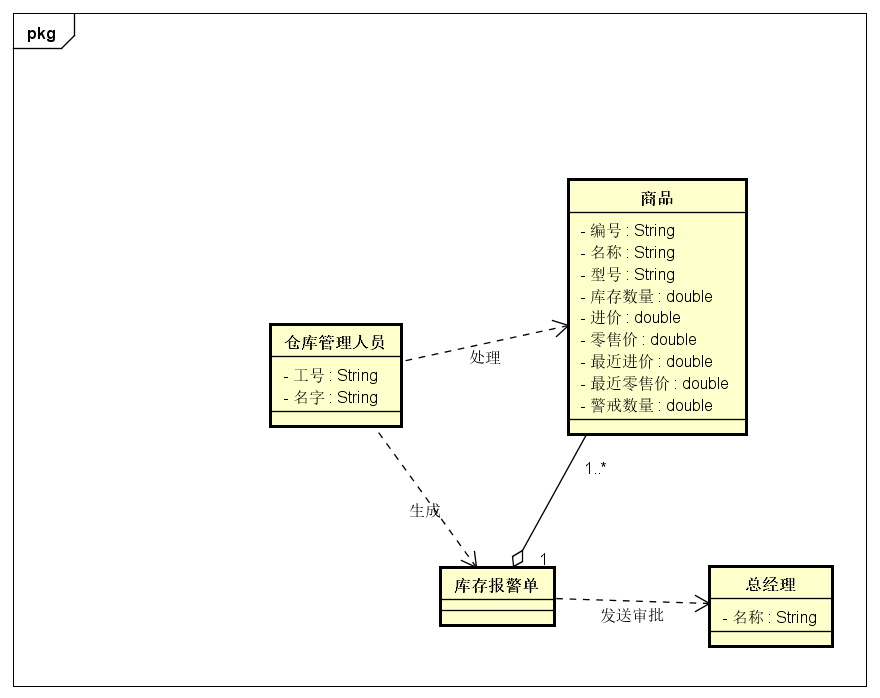 pkg
商品
- 编号 : String
- 名称 : String
- 型号 : String
- 库存数量 : double
- 进价 : double
- 零售价 : double
- 最近进价 : double
- 最近零售价 : double
- 警戒数量 : double
仓库管理人员
- 工号 : String
- 名字 : String
处理
1..*
生成
1
库存报警单
发送审批
总经理
- 名称 : String